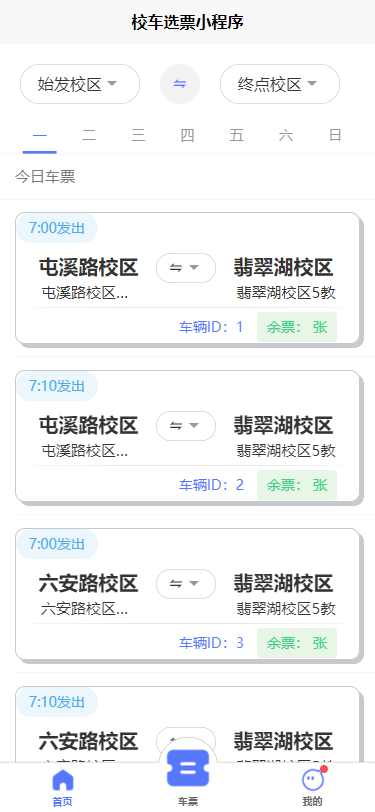 校车选票小程序
始发校区 ⇋ 终点校区
一 二 三 四 五 六 日
今日车票
7:00发出
屯溪路校区 ⇋ 翡翠湖校区
屯溪路校区... 翡翠湖校区5教
车辆ID：1 余票： 张
7:10发出
屯溪路校区 ⇋ 翡翠湖校区
屯溪路校区... 翡翠湖校区5教
车辆ID：2 余票： 张
7:00发出
六安路校区 ⇋ 翡翠湖校区
六安路校区... 翡翠湖校区5教
车辆ID：3 余票： 张
7:10发出
六安路校区 翡翠湖校区
首页 车票 我的